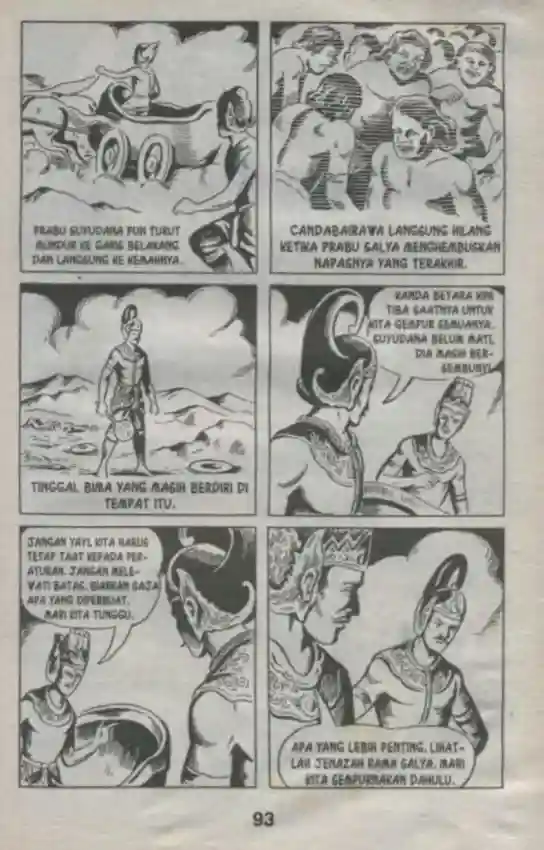 PRABU SUYUDANA PUN TURUT
MUNDUR KE GARIS BELAKANG
DAN LANGSUNG KE KEMAHNYA.
CANDABAIRAWA LANGSUNG HILANG
KETIKA PRABU SALYA MENGHEMBUSKAN
NAPASNYA YANG TERAKHIR.
TINGGAL BIMA YANG MASIH BERDIRI DI
TEMPAT ITU.
KANDA BETARA KINI
TIBA SAATNYA UNTUK
KITA GEMPUR SEMUANYA.
SUYUDANA BELUM MATI,
DIA MASIH BER-
SEMBUNYI.
JANGAN YAYI, KITA HARUS
TETAP TAAT KEPADA PER-
ATURAN. JANGAN MELE-
WATI BATAS. BIARKAN SAJA
APA YANG DIPERBUAT.
MARI KITA TUNGGU.
APA YANG LEBIH PENTING. LIHAT-
LAH JENAZAH RAMA SALYA. MARI
KITA SEMPURNAKAN DAHULU.
93